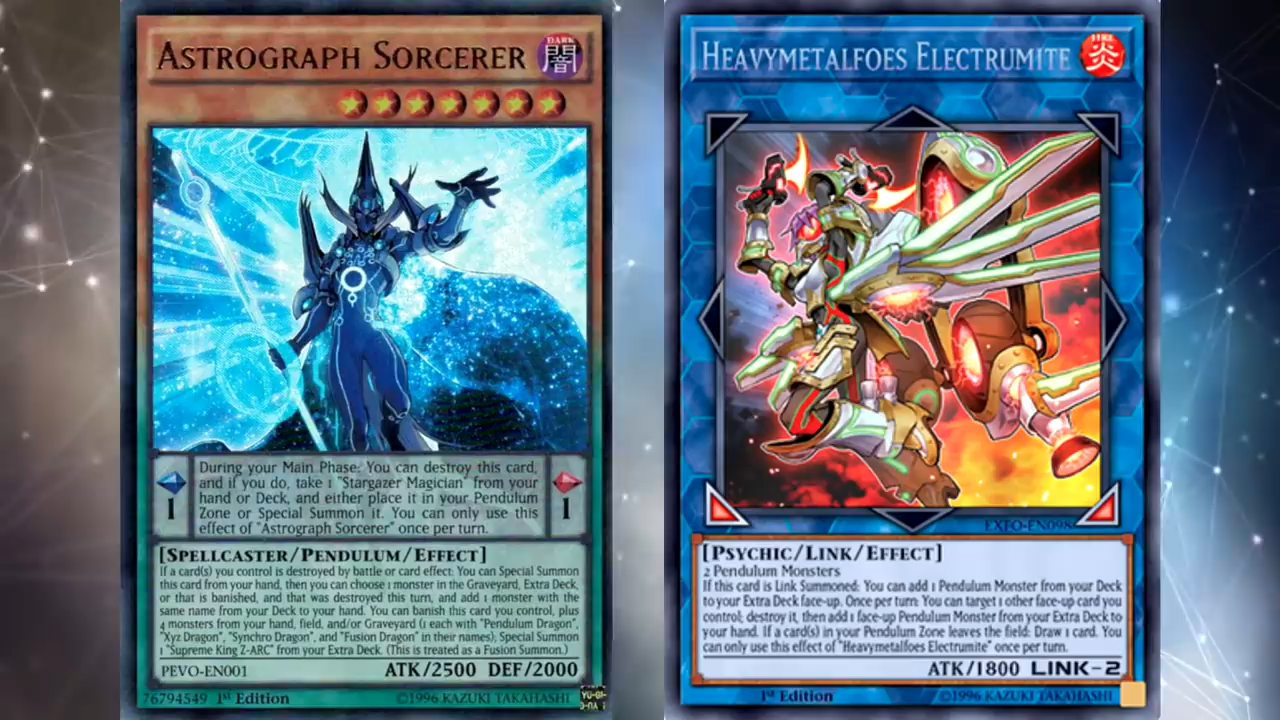 ASTROGRAPH SORCERER
DARK
闇
During your Main Phase: You can destroy this card,
and if you do, take 1 "Stargazer Magician" from your
hand or Deck, and either place it in your Pendulum
Zone or Special Summon it. You can only use this
effect of "Astrograph Sorcerer" once per turn.
1
1
[SPELLCASTER/PENDULUM/EFFECT]
If a card(s) you control is destroyed by battle or card effect: You can Special Summon
this card from your hand, then you can choose 1 monster in the Graveyard, Extra Deck,
or that is banished, and that was destroyed this turn, and add 1 monster with the
same name from your Deck to your hand. You can banish this card you control, plus
4 monsters from your hand, field, and/or Graveyard (1 each with "Pendulum Dragon",
"Xyz Dragon", "Synchro Dragon", and "Fusion Dragon" in their names); Special Summon
1 "Supreme King Z-ARC" from your Extra Deck. (This is treated as a Fusion Summon.)
PEVO-EN001
ATK/2500 DEF/2000
76794549 1st Edition
©1996 KAZUKI TAKAHASHI
HEAVYMETALFOES ELECTRUMITE
FIRE
炎
EXFO-EN098
[PSYCHIC/LINK/EFFECT]
2 Pendulum Monsters
If this card is Link Summoned: You can add 1 Pendulum Monster from your Deck
to your Extra Deck face-up. Once per turn: You can target 1 other face-up card you
control; destroy it, then add 1 face-up Pendulum Monster from your Extra Deck to
your hand. If a card(s) in your Pendulum Zone leaves the field: Draw 1 card. You
can only use this effect of "Heavymetalfoes Electrumite" once per turn.
ATK/1800 LINK-2
1st Edition
©1996 KAZUKI TAKAHASHI